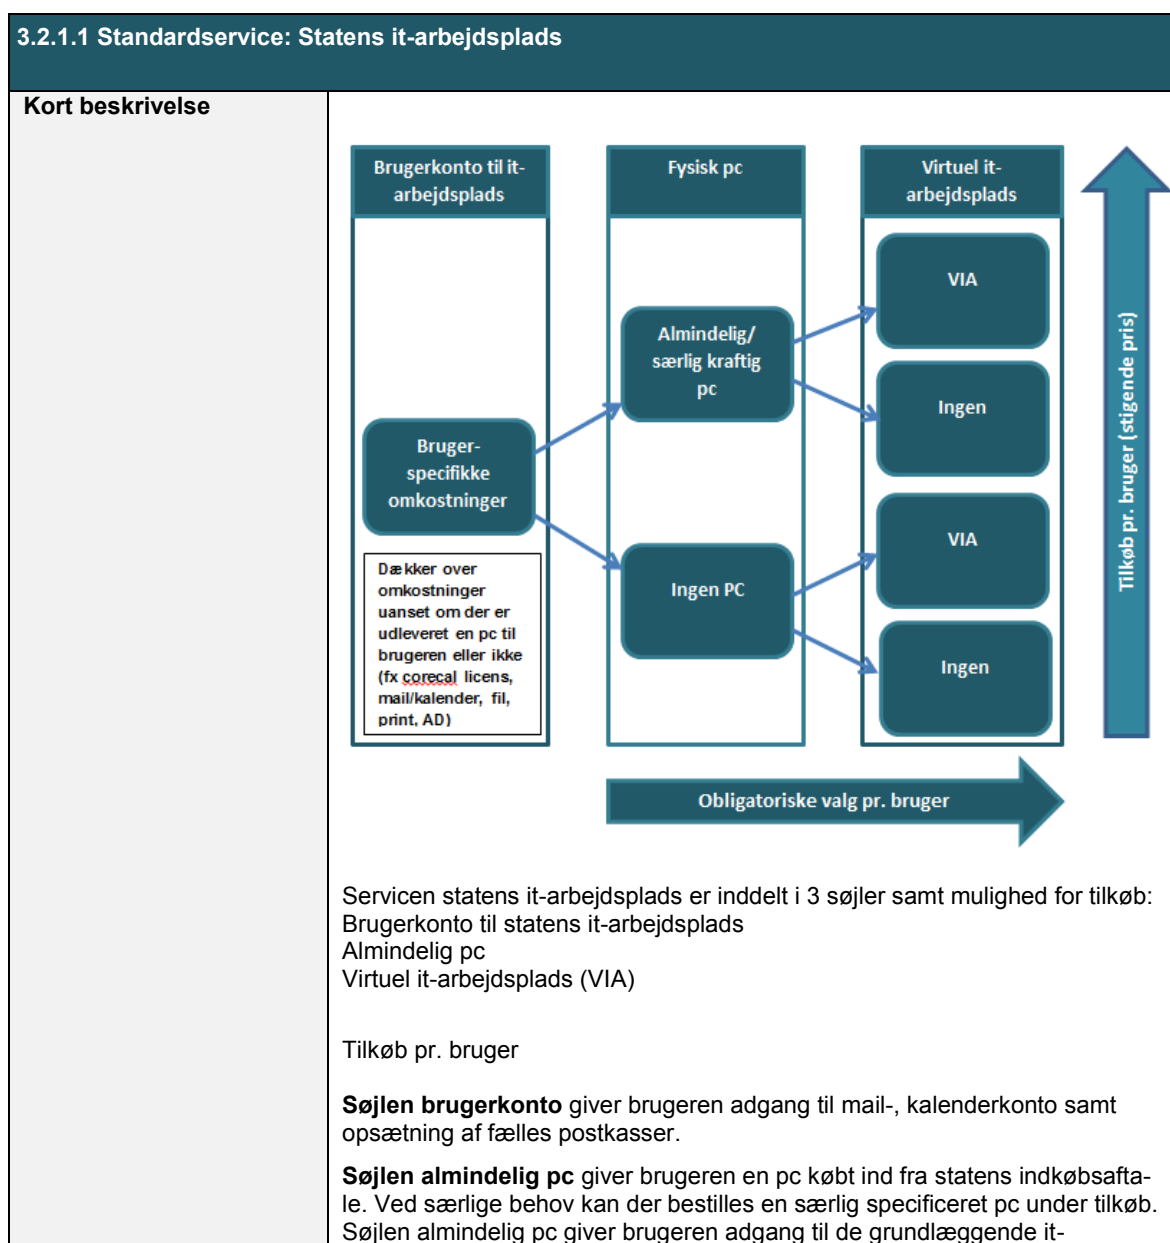 3.2.1.1 Standardservice: Statens it-arbejdsplads
Kort beskrivelse
Brugerkonto til it-
arbejdsplads
Fysisk pc
Virtuel it-
arbejdsplads
Bruger-
specifikke
omkostninger
Dækker over
omkostninger
uanset om der er
udleveret en pc til
brugeren eller ikke
(fx corecal licens,
mail/kalender, fil,
print, AD)
Almindelig/
særlig kraftig
pc
Ingen PC
VIA
Ingen
VIA
Ingen
Tilkøb pr. bruger (stigende pris)
Obligatoriske valg pr. bruger
Servicen statens it-arbejdsplads er inddelt i 3 søjler samt mulighed for tilkøb:
Brugerkonto til statens it-arbejdsplads
Almindelig pc
Virtuel it-arbejdsplads (VIA)
Tilkøb pr. bruger
Søjlen brugerkonto giver brugeren adgang til mail-, kalenderkonto samt
opsætning af fælles postkasser.
Søjlen almindelig pc giver brugeren en pc købt ind fra statens indkøbsafta-
le. Ved særlige behov kan der bestilles en særlig specificeret pc under tilkøb.
Søjlen almindelig pc giver brugeren adgang til de grundlæggende it-